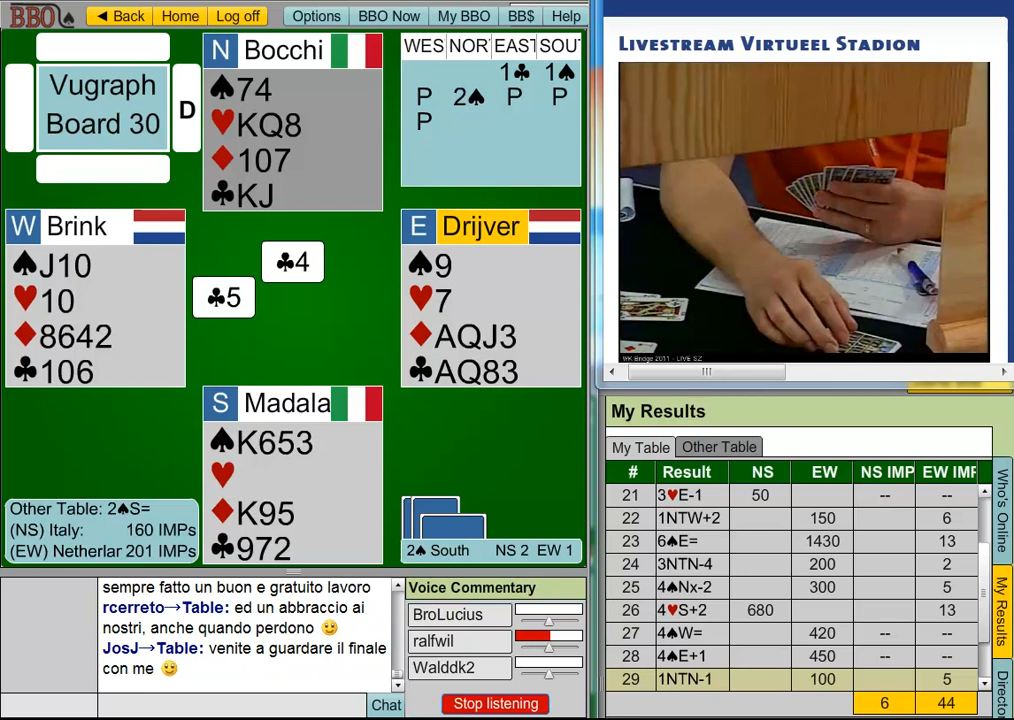 BBO
◄ Back Home Log off Options BBO Now My BBO BB$ Help
Vugraph
Board 30
D
N Bocchi
♠74
♥KQ8
♦107
♣KJ
WES NOR EAST SOUT
1♣ 1♠
P 2♠ P P
P
W Brink
♠J10
♥10
♦8642
♣106
♣4
♣5
E Drijver
♠9
♥7
♦AQJ3
♣AQ83
S Madala
♠K653
♥
♦K95
♣972
Other Table: 2♠S=
(NS) Italy: 160 IMPs
(EW) Netherlar 201 IMPs
2♠ South NS 2 EW 1
sempre fatto un buon e gratuito lavoro
rcerreto→Table: ed un abbraccio ai
nostri, anche quando perdono
JosJ→Table: venite a guardare il finale
con me
Chat
Voice Commentary
BroLucius
ralfwil
Walddk2
Stop listening
Livestream Virtueel Stadion
WK Bridge 2011 - LIVE SZ
My Results
My Table Other Table
# Result NS EW NS IMP EW IMF
21 3♥E-1 50 -- --
22 1NTW+2 150 6
23 6♠E= 1430 13
24 3NTN-4 200 2
25 4♠Nx-2 300 5
26 4♥S+2 680 13
27 4♠W= 420 -- --
28 4♠E+1 450 -- --
29 1NTN-1 100 5
6 44
Who's Online
My Results
Director